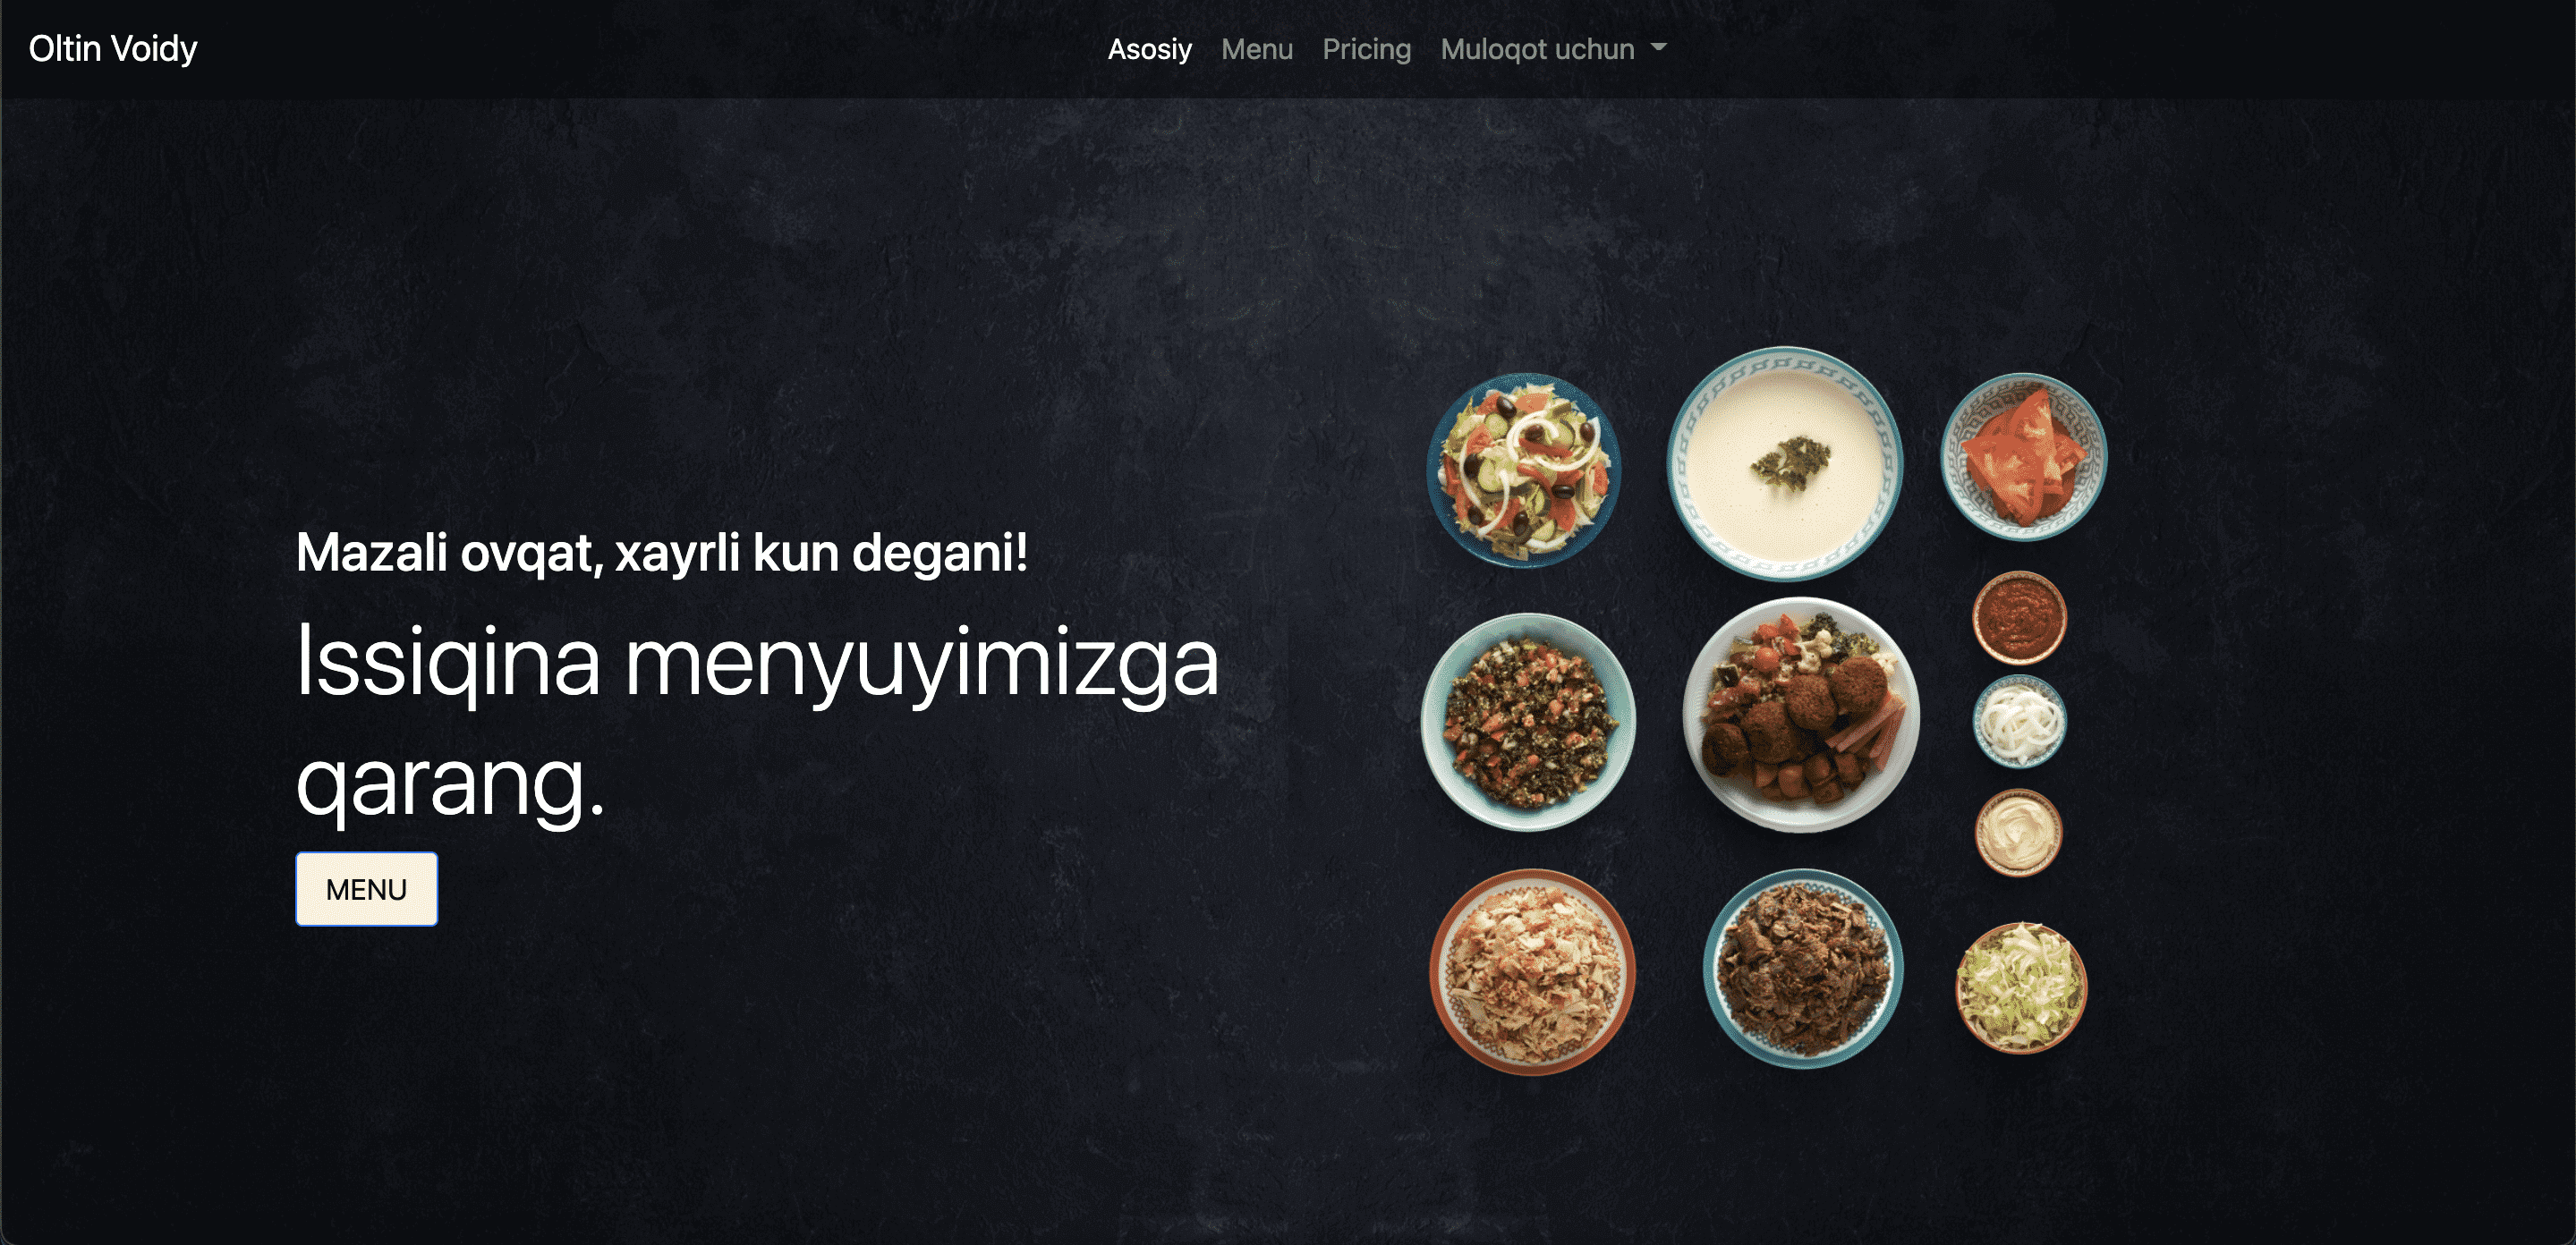 Oltin Voidy
Asosiy Menu Pricing Muloqot uchun
Mazali ovqat, xayrli kun degani!
Issiqina menyuyimizga
qarang.
MENU